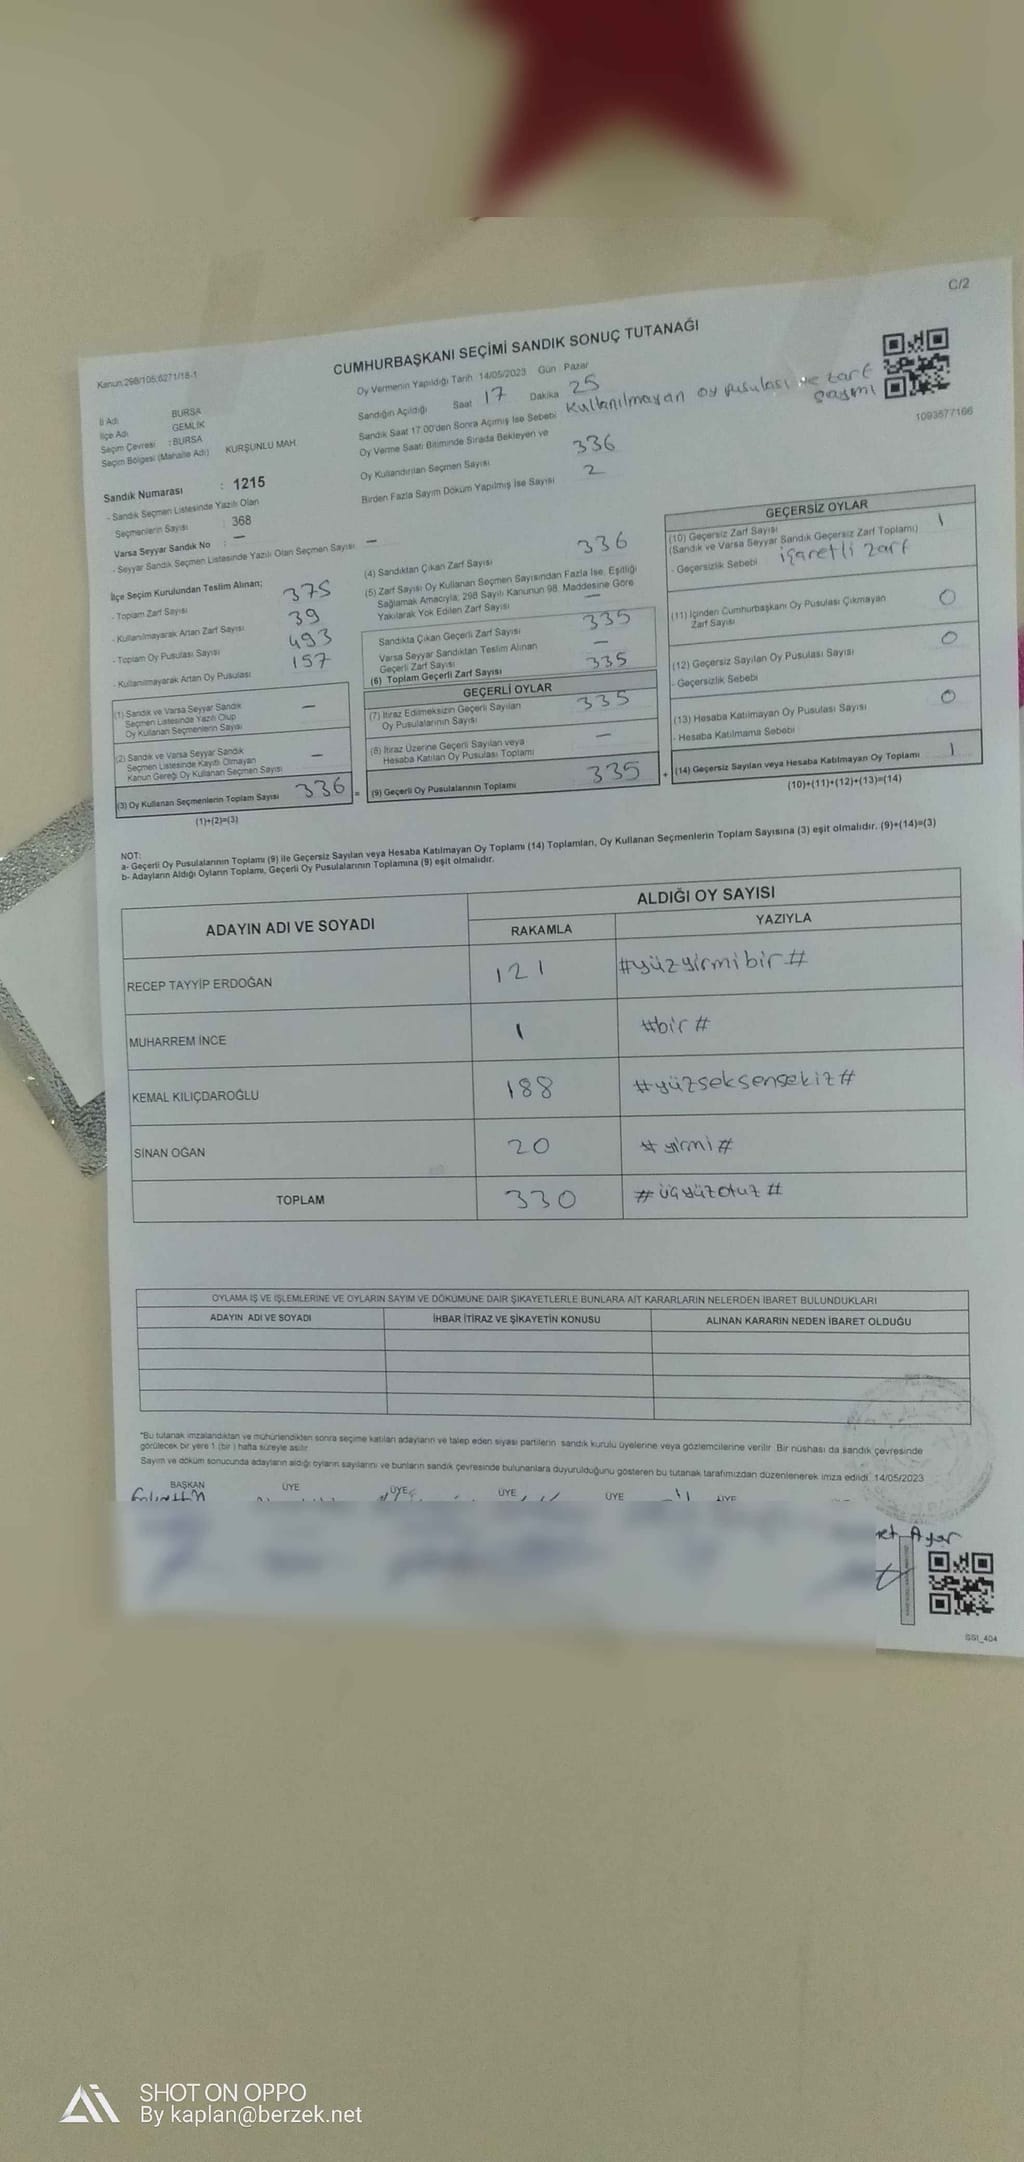 C/2
Kanun:298/105;6271/18-1
CUMHURBAŞKANI SEÇİMİ SANDIK SONUÇ TUTANAĞI
1093577166
İl Adı BURSA
İlçe Adı GEMLİK
Seçim Çevresi : BURSA
Seçim Bölgesi (Mahalle Adı) KURŞUNLU MAH.
Oy Vermenin Yapıldığı Tarih 14/05/2023 Gün Pazar
Sandığın Açıldığı Saat 17 Dakika 25
Sandık Saat 17:00'den Sonra Açılmış İse Sebebi Kullanılmayan oy pusulası ve zarf sayımı
Oy Verme Saati Bitiminde Sırada Bekleyen ve
Oy Kullandırılan Seçmen Sayısı 336
Birden Fazla Sayım Döküm Yapılmış İse Sayısı 2
Sandık Numarası : 1215
- Sandık Seçmen Listesinde Yazılı Olan
Seçmenlerin Sayısı : 368
Varsa Seyyar Sandık No : –
- Seyyar Sandık Seçmen Listesinde Yazılı Olan Seçmen Sayısı –
İlçe Seçim Kurulundan Teslim Alınan;
- Toplam Zarf Sayısı 375
- Kullanılmayarak Artan Zarf Sayısı 39
- Toplam Oy Pusulası Sayısı 493
- Kullanılmayarak Artan Oy Pusulası 157
(1) Sandık ve Varsa Seyyar Sandık
Seçmen Listesinde Yazılı Olup
Oy Kullanan Seçmenlerin Sayısı –
(2) Sandık ve Varsa Seyyar Sandık
Seçmen Listesinde Kayıtlı Olmayan
Kanun Gereği Oy Kullanan Seçmen Sayısı –
(3) Oy Kullanan Seçmenlerin Toplam Sayısı 336 =
(1)+(2)=(3)
(4) Sandıktan Çıkan Zarf Sayısı 336
(5) Zarf Sayısı Oy Kullanan Seçmen Sayısından Fazla İse, Eşitliği
Sağlamak Amacıyla; 298 Sayılı Kanunun 98. Maddesine Göre
Yakılarak Yok Edilen Zarf Sayısı –
Sandıkta Çıkan Geçerli Zarf Sayısı 335
Varsa Seyyar Sandıktan Teslim Alınan
Geçerli Zarf Sayısı –
(6) Toplam Geçerli Zarf Sayısı 335
GEÇERLİ OYLAR
(7) İtiraz Edilmeksizin Geçerli Sayılan
Oy Pusulalarının Sayısı 335
(8) İtiraz Üzerine Geçerli Sayılan veya
Hesaba Katılan Oy Pusulası Toplamı –
(9) Geçerli Oy Pusulalarının Toplamı 335 +
GEÇERSİZ OYLAR
(10) Geçersiz Zarf Sayısı
(Sandık ve Varsa Seyyar Sandık Geçersiz Zarf Toplamı) 1
- Geçersizlik Sebebi işaretli zarf
(11) İçinden Cumhurbaşkanı Oy Pusulası Çıkmayan
Zarf Sayısı 0
(12) Geçersiz Sayılan Oy Pusulası Sayısı 0
- Geçersizlik Sebebi
(13) Hesaba Katılmayan Oy Pusulası Sayısı 0
- Hesaba Katılmama Sebebi
(14) Geçersiz Sayılan veya Hesaba Katılmayan Oy Toplamı 1
(10)+(11)+(12)+(13)=(14)
NOT:
a- Geçerli Oy Pusulalarının Toplamı (9) ile Geçersiz Sayılan veya Hesaba Katılmayan Oy Toplamı (14) Toplamları, Oy Kullanan Seçmenlerin Toplam Sayısına (3) eşit olmalıdır. (9)+(14)=(3)
b- Adayların Aldığı Oyların Toplamı, Geçerli Oy Pusulalarının Toplamına (9) eşit olmalıdır.
ADAYIN ADI VE SOYADI
ALDIĞI OY SAYISI
RAKAMLA YAZIYLA
RECEP TAYYİP ERDOĞAN 121 #yüzyirmibir#
MUHARREM İNCE 1 #bir#
KEMAL KILIÇDAROĞLU 188 #yüzseksensekiz#
SİNAN OĞAN 20 #yirmi#
TOPLAM 330 #üçyüzotuz#
OYLAMA İŞ VE İŞLEMLERİNE VE OYLARIN SAYIM VE DÖKÜMÜNE DAİR ŞİKAYETLERLE BUNLARA AİT KARARLARIN NELERDEN İBARET BULUNDUKLARI
ADAYIN ADI VE SOYADI İHBAR İTİRAZ VE ŞİKAYETİN KONUSU ALINAN KARARIN NEDEN İBARET OLDUĞU
*Bu tutanak imzalandıktan ve mühürlendikten sonra seçime katılan adayların ve talep eden siyasi partilerin sandık kurulu üyelerine veya gözlemcilerine verilir. Bir nüshası da sandık çevresinde
görülecek bir yere 1 (bir) hafta süreyle asılır.
Sayım ve döküm sonucunda adayların aldığı oyların sayılarını ve bunların sandık çevresinde bulunanlara duyurulduğunu gösteren bu tutanak tarafımızdan düzenlenerek imza edildi. 14/05/2023
BAŞKAN ÜYE ÜYE ÜYE ÜYE ÜYE
SSI_404
SHOT ON OPPO
By kaplan@berzek.net